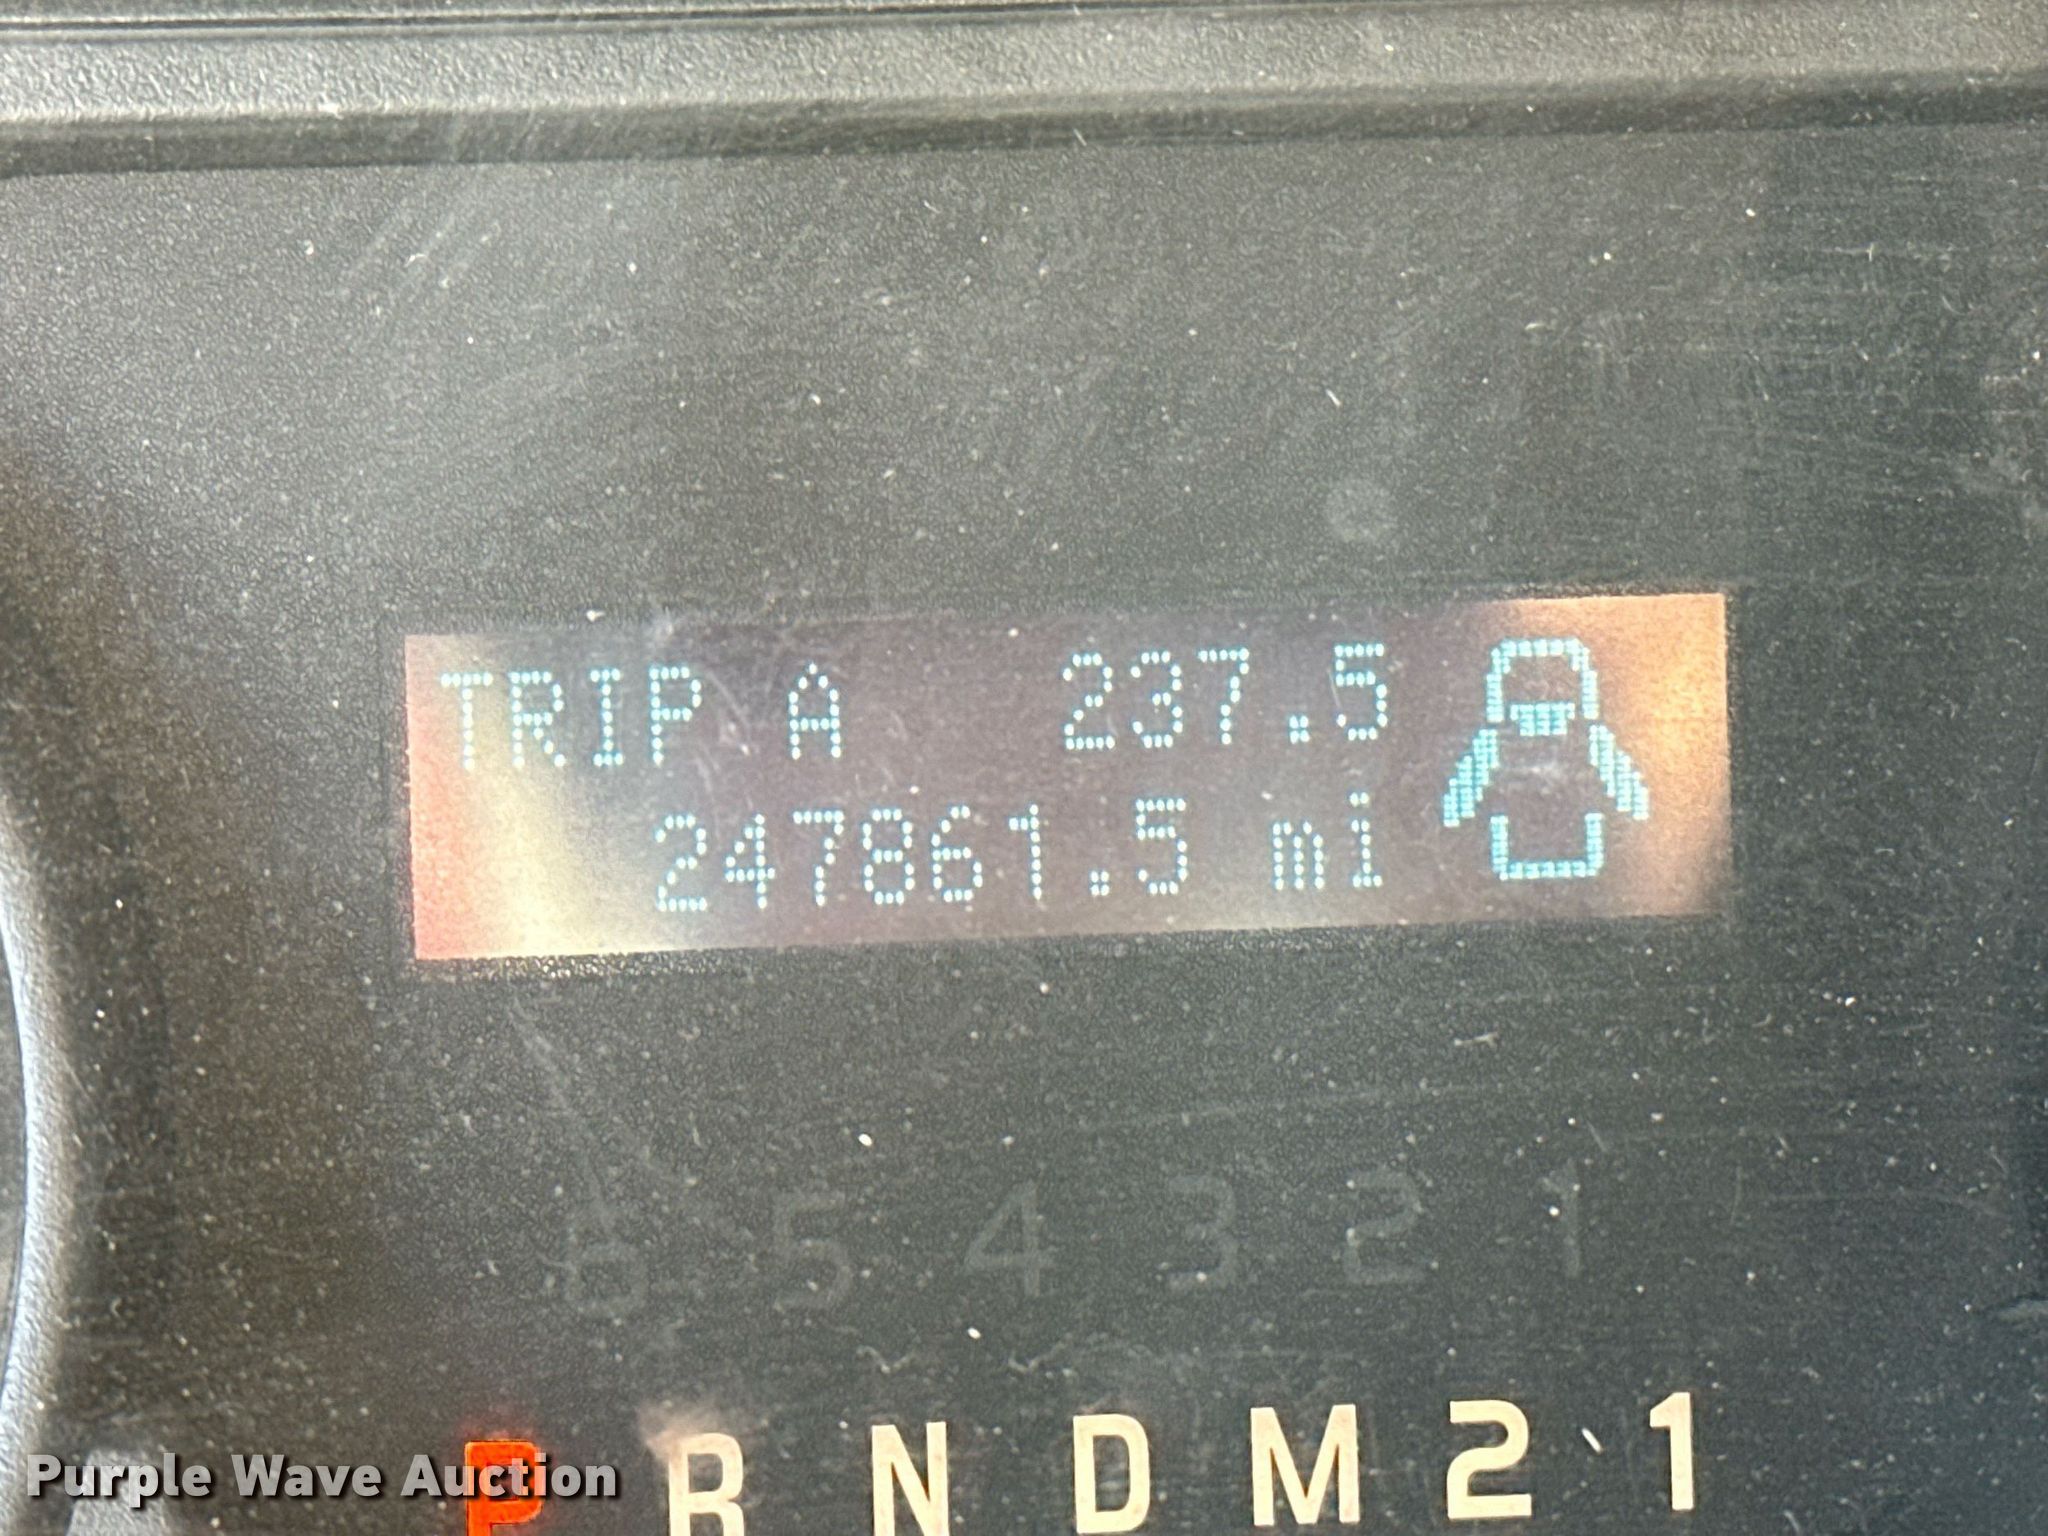 TRIP A 237.5
247861.5 mi
6 5 4 3 2 1
P R N D M 2 1
Purple Wave Auction